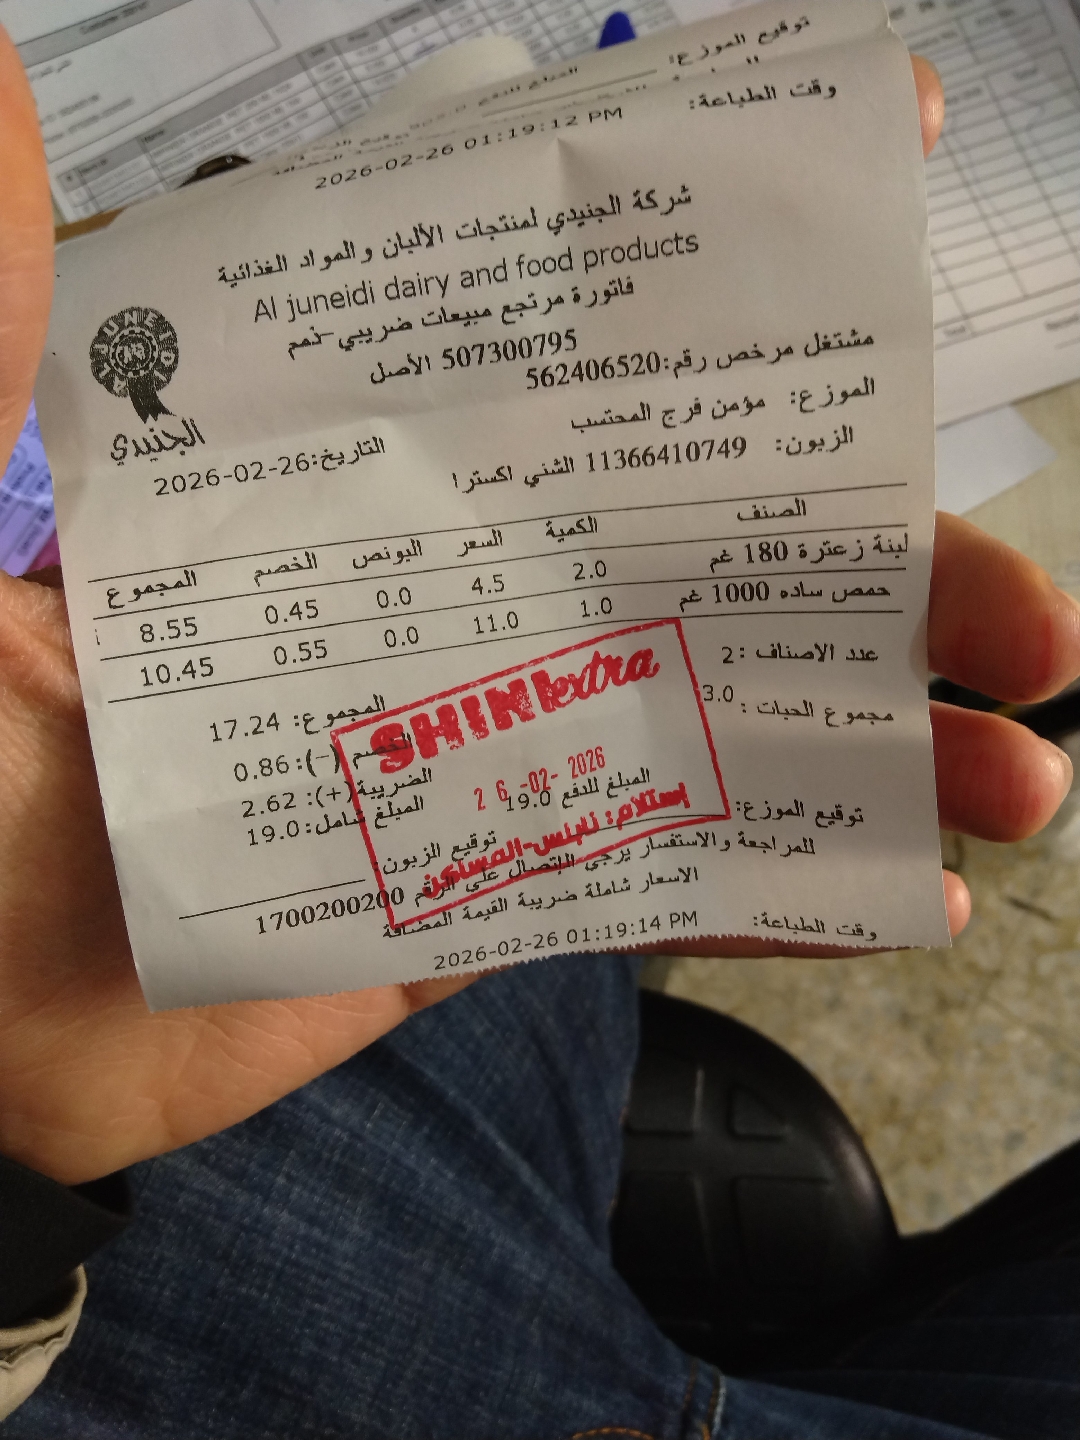 توقيع الموزع:
وقت الطباعة: 2026-02-26 01:19:12 PM
شركة الجنيدي لمنتجات الألبان والمواد الغذائية
Al juneidi dairy and food products
فاتورة مرتجع مبيعات ضريبي -ذمم
507300795 الأصل
مشتغل مرخص رقم:562406520
الموزع: مؤمن فرج المحتسب
الزبون: 11366410749 الشني اكسترا
التاريخ:2026-02-26
JUNEIDI
الجنيدي
الصنف الكمية السعر البونص الخصم المجموع
لبنة زعترة 180 غم 2.0 4.5 0.0 0.45 8.55
حمص ساده 1000 غم 1.0 11.0 0.0 0.55 10.45
عدد الاصناف :2
مجموع الحبات : 3.0
المجموع: 17.24
الخصم (-): 0.86
الضريبة(+): 2.62
المبلغ شامل: 19.0
المبلغ للدفع 19.0
SHINI extra
26 -02- 2026
إستلام: نابلس-المساكن
توقيع الموزع:
توقيع الزبون:
للمراجعة والاستفسار يرجى الإتصال على الرقم 1700200200
الاسعار شاملة ضريبة القيمة المضافة
وقت الطباعة: 2026-02-26 01:19:14 PM